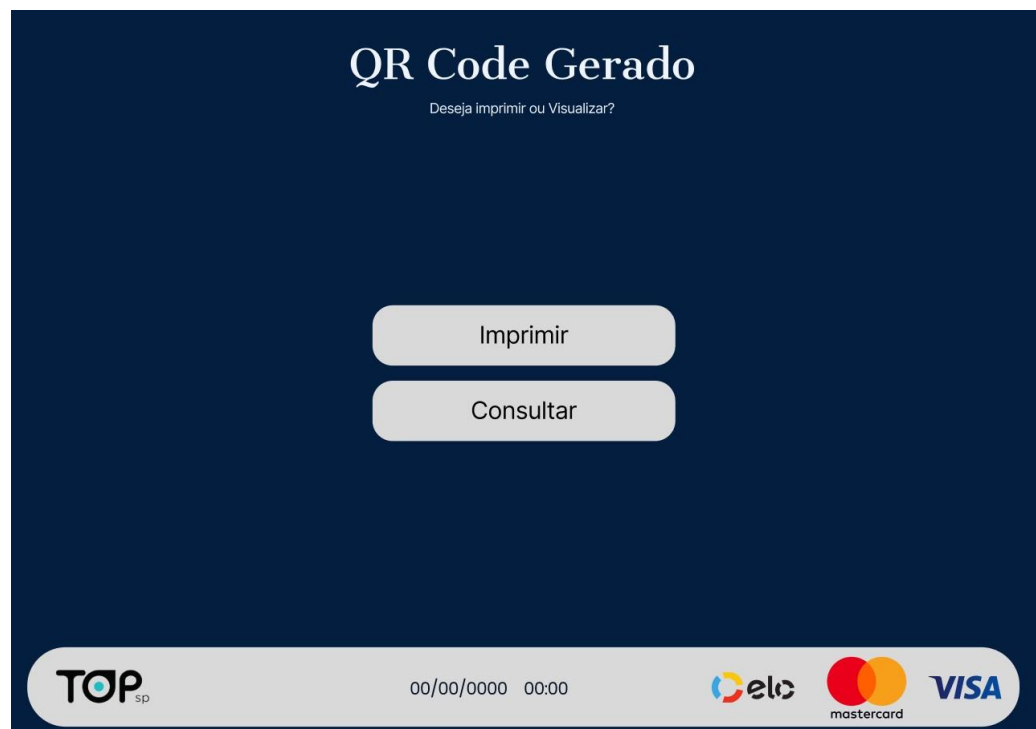 QR Code Gerado
Deseja imprimir ou Visualizar?
Imprimir
Consultar
TOP sp
00/00/0000 00:00
elo
mastercard
VISA